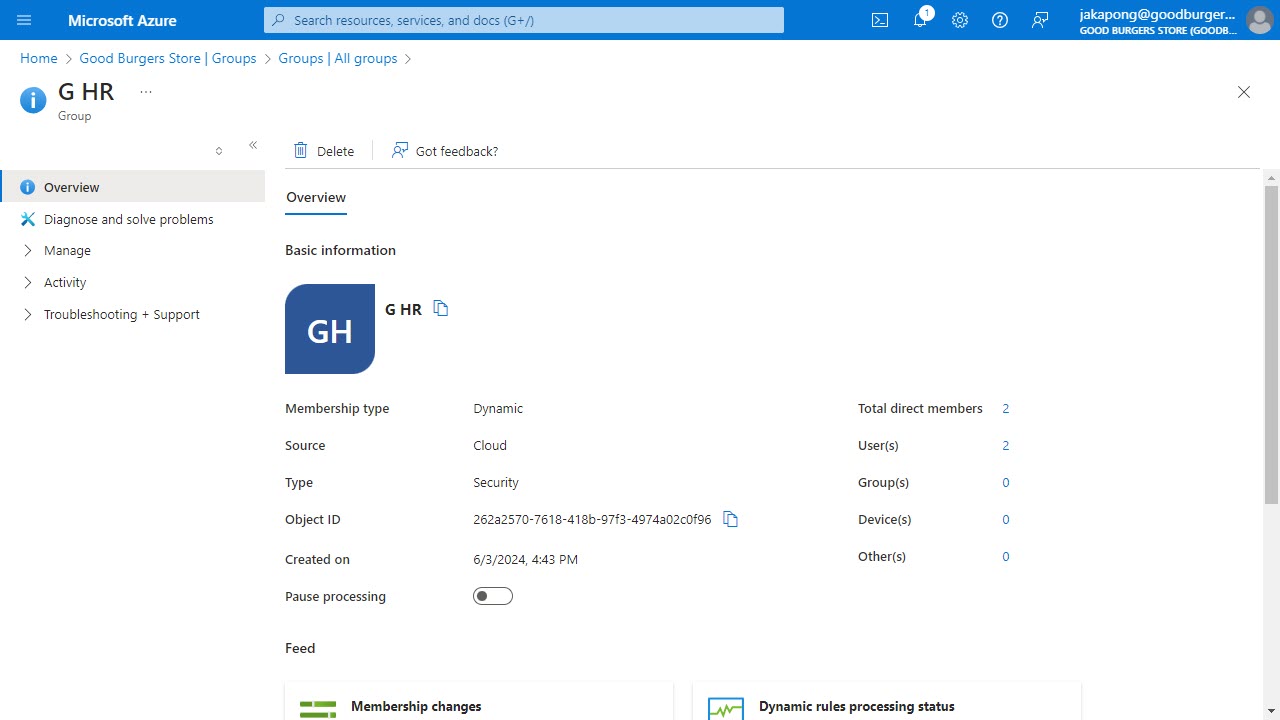 Microsoft Azure
Search resources, services, and docs (G+/)
1
jakapong@goodburger...
GOOD BURGERS STORE (GOODB...
Home > Good Burgers Store | Groups > Groups | All groups >
G HR ...
Group
Delete
Got feedback?
Overview
Diagnose and solve problems
Manage
Activity
Troubleshooting + Support
Overview
Basic information
GH
G HR
Membership type Dynamic
Source Cloud
Type Security
Object ID 262a2570-7618-418b-97f3-4974a02c0f96
Created on 6/3/2024, 4:43 PM
Pause processing
Total direct members 2
User(s) 2
Group(s) 0
Device(s) 0
Other(s) 0
Feed
Membership changes
Dynamic rules processing status